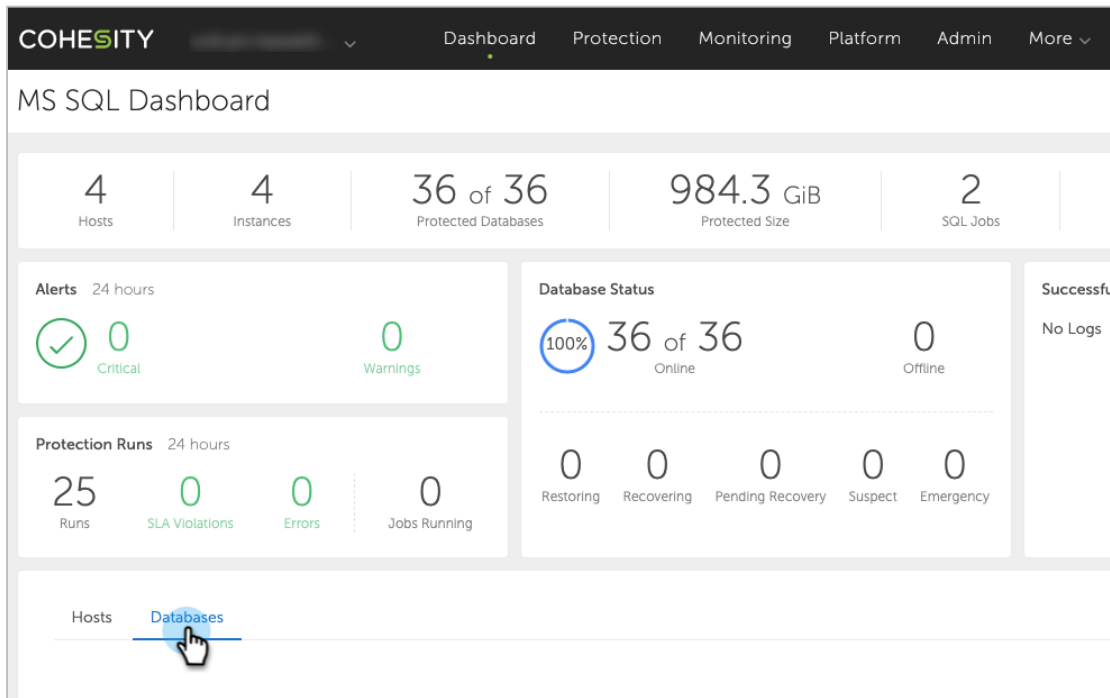 COHESITY
Dashboard Protection Monitoring Platform Admin More
MS SQL Dashboard
4 4 36 of 36 984.3 GiB 2
Hosts Instances Protected Databases Protected Size SQL Jobs
Alerts 24 hours
0 0
Critical Warnings
Protection Runs 24 hours
25 0 0 0
Runs SLA Violations Errors Jobs Running
Database Status
100% 36 of 36 0
Online Offline
0 0 0 0 0
Restoring Recovering Pending Recovery Suspect Emergency
Successfu
No Logs
Hosts Databases